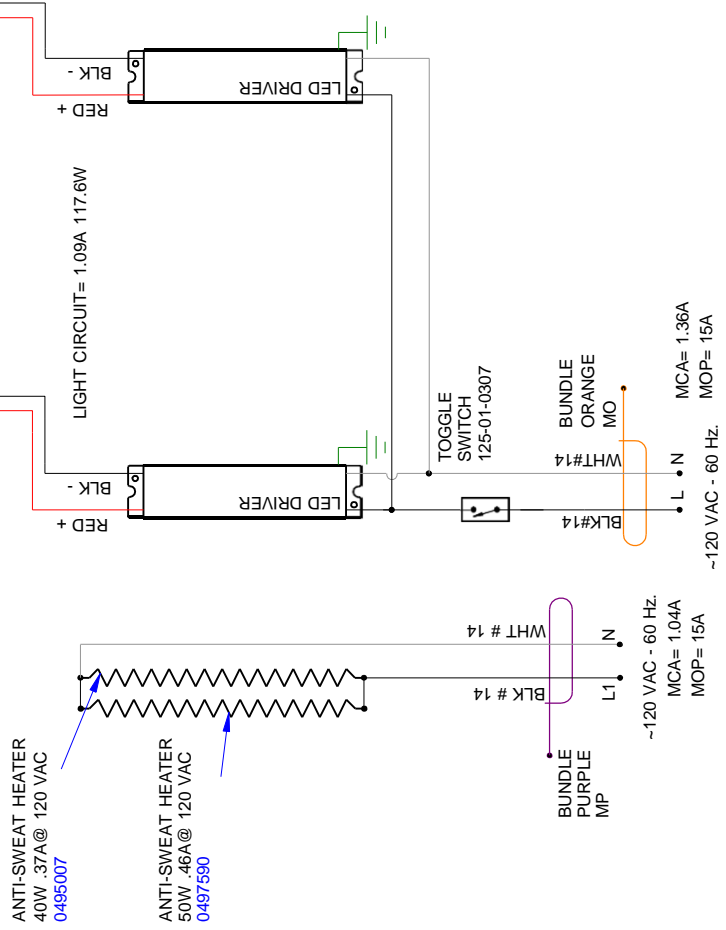 BLK -
RED +
LED DRIVER
LIGHT CIRCUIT= 1.09A 117.6W
BLK -
RED +
LED DRIVER
TOGGLE
SWITCH
125-01-0307
BUNDLE
ORANGE
MO
WHT#14
BLK#14
L
N
~120 VAC - 60 Hz.
MCA= 1.36A
MOP= 15A
ANTI-SWEAT HEATER
40W .37A@ 120 VAC
0495007
ANTI-SWEAT HEATER
50W .46A@ 120 VAC
0497590
WHT # 14
BLK # 14
L1
N
BUNDLE
PURPLE
MP
~120 VAC - 60 Hz.
MCA= 1.04A
MOP= 15A